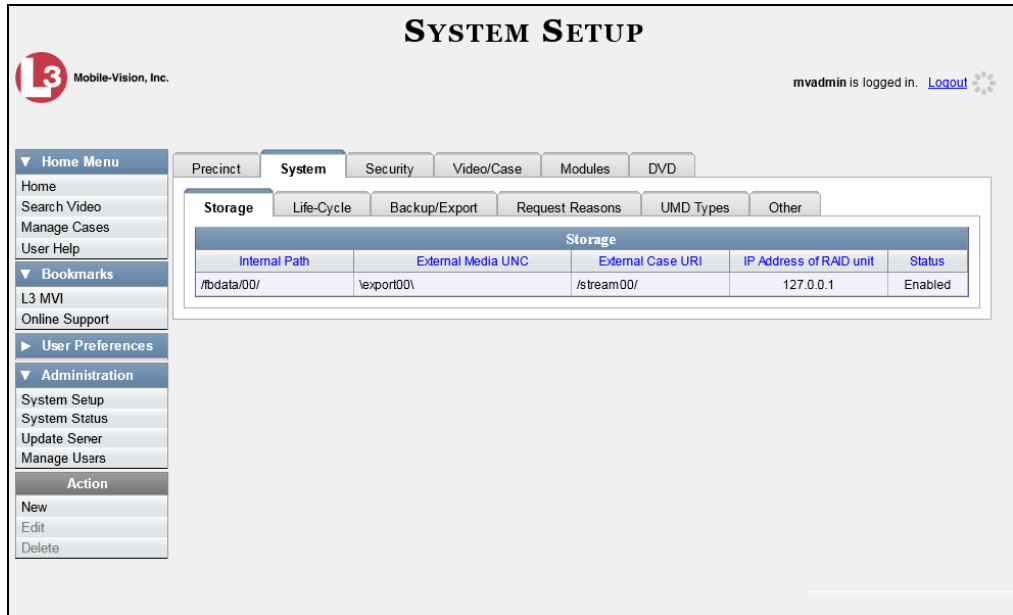 SYSTEM SETUP
L3 Mobile-Vision, Inc.
mvadmin is logged in. Logout
▼ Home Menu
Home
Search Video
Manage Cases
User Help
▼ Bookmarks
L3 MVI
Online Support
▶ User Preferences
▼ Administration
System Setup
System Status
Update Server
Manage Users
Action
New
Edit
Delete
Precinct System Security Video/Case Modules DVD
Storage Life-Cycle Backup/Export Request Reasons UMD Types Other
Storage
Internal Path External Media UNC External Case URI IP Address of RAID unit Status
/fbdata/00/ \export00\ /stream00/ 127.0.0.1 Enabled